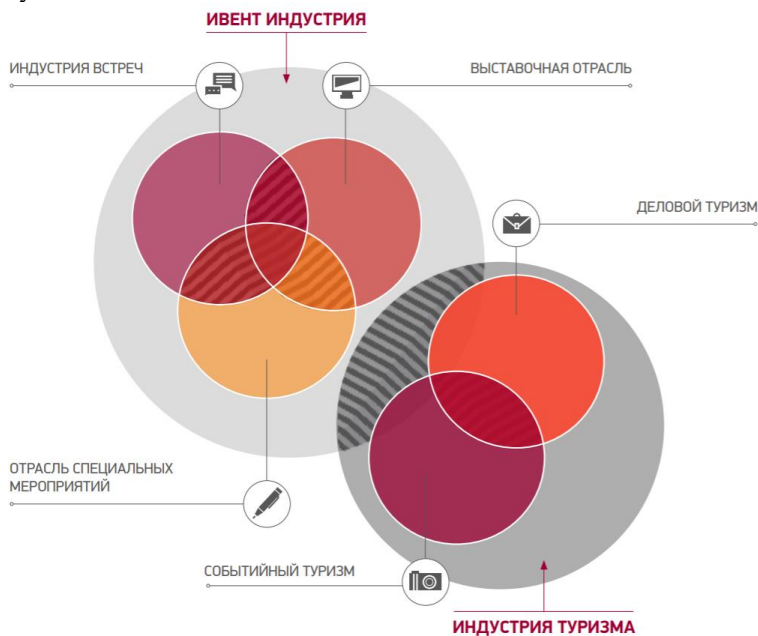 ИВЕНТ ИНДУСТРИЯ
ИНДУСТРИЯ ВСТРЕЧ
ВЫСТАВОЧНАЯ ОТРАСЛЬ
ДЕЛОВОЙ ТУРИЗМ
ОТРАСЛЬ СПЕЦИАЛЬНЫХ
МЕРОПРИЯТИЙ
СОБЫТИЙНЫЙ ТУРИЗМ
ИНДУСТРИЯ ТУРИЗМА